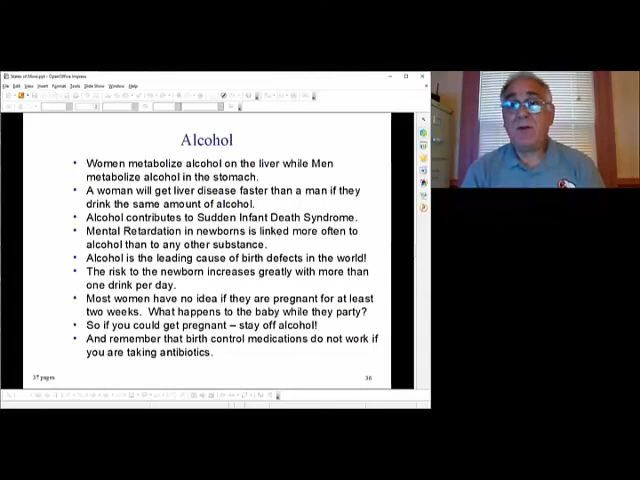 States of Mind.ppt - OpenOffice Impress
File Edit View Insert Format Tools Slide Show Window Help
Alcohol
• Women metabolize alcohol on the liver while Men
metabolize alcohol in the stomach.
• A woman will get liver disease faster than a man if they
drink the same amount of alcohol.
• Alcohol contributes to Sudden Infant Death Syndrome.
• Mental Retardation in newborns is linked more often to
alcohol than to any other substance.
• Alcohol is the leading cause of birth defects in the world!
• The risk to the newborn increases greatly with more than
one drink per day.
• Most women have no idea if they are pregnant for at least
two weeks. What happens to the baby while they party?
• So if you could get pregnant – stay off alcohol!
• And remember that birth control medications do not work if
you are taking antibiotics.
37 pages 36